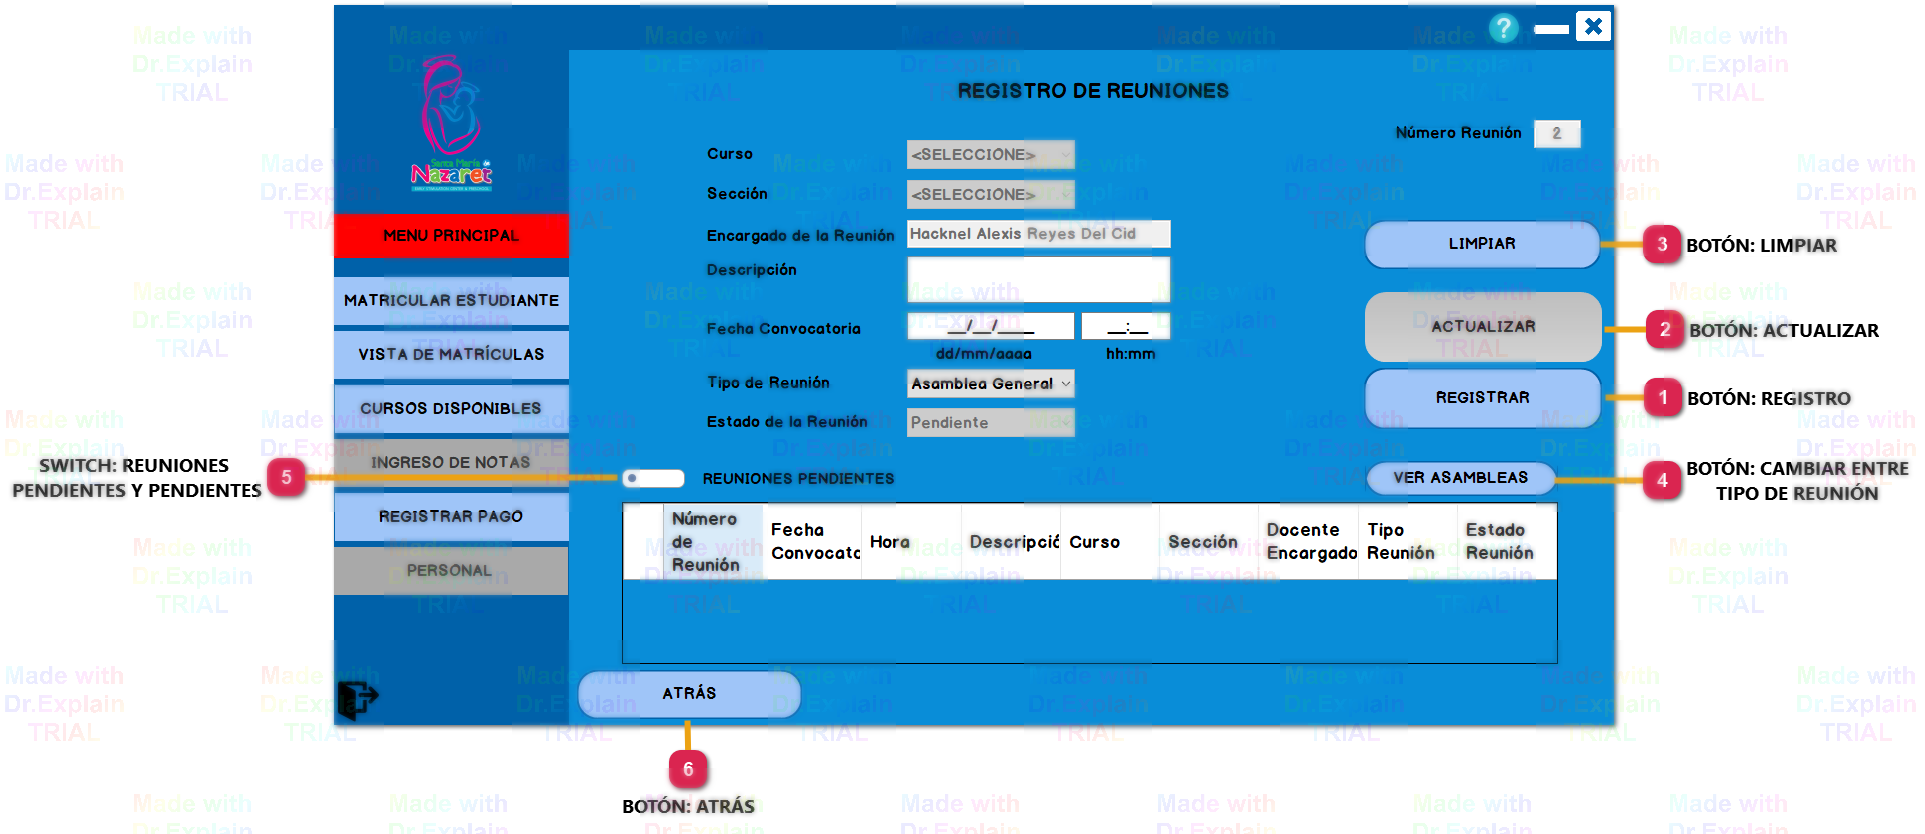 REGISTRO DE REUNIONES
Número Reunión 2
Santa María de
Nazaret
MENU PRINCIPAL
MATRICULAR ESTUDIANTE
VISTA DE MATRÍCULAS
CURSOS DISPONIBLES
INGRESO DE NOTAS
REGISTRAR PAGO
PERSONAL
Curso <SELECCIONE>
Sección <SELECCIONE>
Encargado de la Reunión Hacknel Alexis Reyes Del Cid
Descripción
Fecha Convocatoria __/__/____ __:__
dd/mm/aaaa hh:mm
Tipo de Reunión Asamblea General
Estado de la Reunión Pendiente
LIMPIAR
3 BOTÓN: LIMPIAR
ACTUALIZAR
2 BOTÓN: ACTUALIZAR
REGISTRAR
1 BOTÓN: REGISTRO
SWITCH: REUNIONES
PENDIENTES Y PENDIENTES
5
REUNIONES PENDIENTES
VER ASAMBLEAS
4
BOTÓN: CAMBIAR ENTRE
TIPO DE REUNIÓN
Número
de
Reunión
Fecha
Convocatc
Hora
Descripció
Curso
Sección
Docente
Encargado
Tipo
Reunión
Estado
Reunión
ATRÁS
6
BOTÓN: ATRÁS
Made with
Dr.Explain
TRIAL